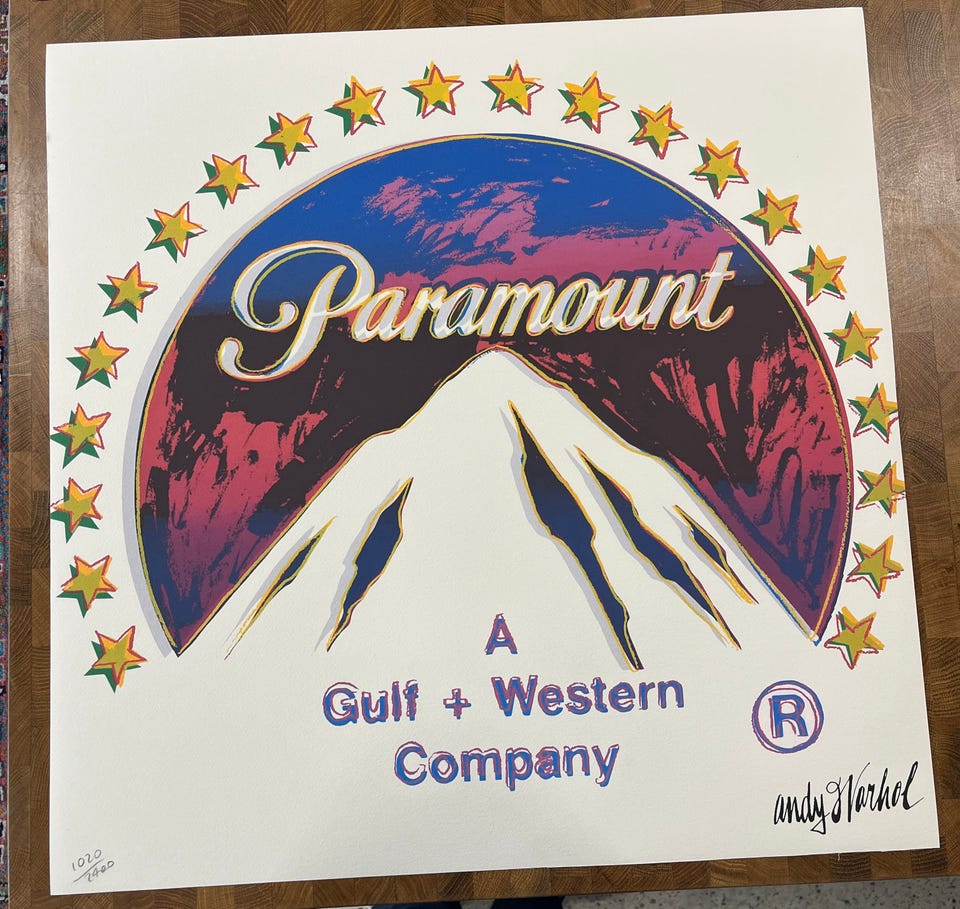 Paramount
A
Gulf + Western
Company
®
andy Warhol
1020/2400